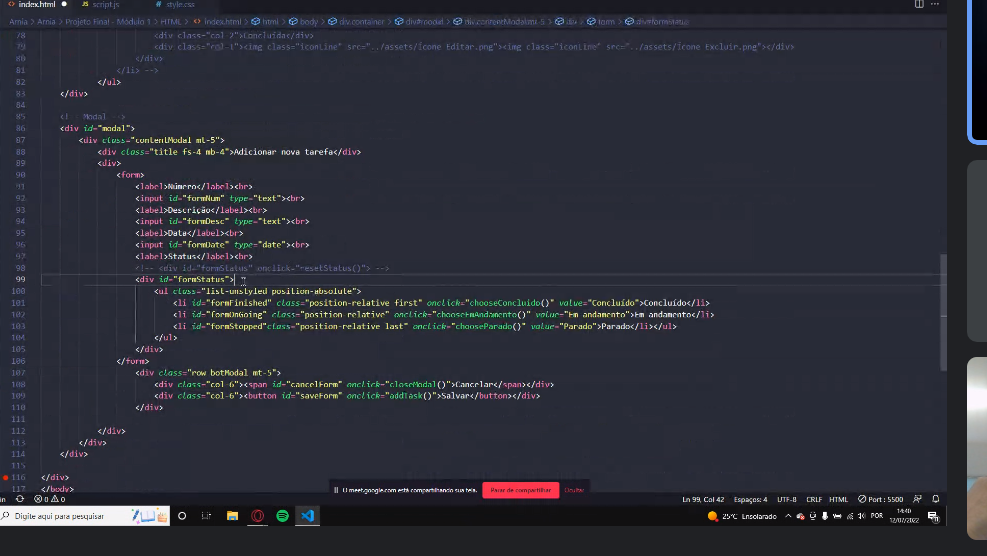 index.html script.js style.css
Arnia > Arnia > Projeto Final - Modulo 1 > HTML > index.html > html > body > div.container > div#modal > div.contentModal.mt-5 > div > form > div#formStatus
78 <div class="col-2">Concluída</div>
79 <div class="col-1"><img class="iconLine" src="../assets/Ícone Editar.png"><img class="iconLine" src="../assets/Ícone Excluir.png"></div>
80 </div>
81 </li> -->
82 </ul>
83 </div>
84
85 <!-- Modal -->
86 <div id="modal">
87 <div class="contentModal mt-5">
88 <div class="title fs-4 mb-4">Adicionar nova tarefa</div>
89 <div>
90 <form>
91 <label>Número</label><br>
92 <input id="formNum" type="text"><br>
93 <label>Descrição</label><br>
94 <input id="formDesc" type="text"><br>
95 <label>Data</label><br>
96 <input id="formDate" type="date"><br>
97 <label>Status</label><br>
98 <!-- <div id="formStatus" onclick="resetStatus()"> -->
99 <div id="formStatus">
100 <ul class="list-unstyled position-absolute">
101 <li id="formFinished" class="position-relative first" onclick="chooseConcluido()" value="Concluído">Concluído</li>
102 <li id="formOnGoing" class="position-relative" onclick="chooseEmAndamento()" value="Em andamento">Em andamento</li>
103 <li id="formStopped"class="position-relative last" onclick="chooseParado()" value="Parado">Parado</li></ul>
104 </ul>
105 </div>
106 </form>
107 <div class="row botModal mt-5">
108 <div class="col-6"><span id="cancelForm" onclick="closeModal()">Cancelar</span></div>
109 <div class="col-6"><button id="saveForm" onclick="addTask()">Salvar</button></div>
110 </div>
111
112 </div>
113 </div>
114 </div>
115
116 </div>
117 </body>
O meet.google.com está compartilhando sua tela. Parar de compartilhar Ocultar
in 0 0 Ln 99, Col 42 Espaços: 4 UTF-8 CRLF HTML Port : 5500
Digite aqui para pesquisar 25°C Ensolarado POR 14:40
12/07/2022